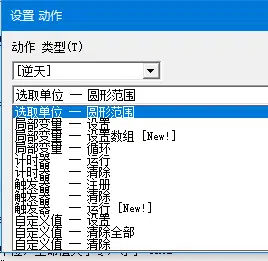 设置 动作
动作 类型(T)
[逆天]
选取单位 — 圆形范围
选取单位 — 圆形范围
局部变量 — 设置
局部变量 — 设置数组 [New!]
局部变量 — 循环
计时器 — 运行
计时器 — 清除
触发器 — 注册
触发器 — 清除
触发器 — 运行 [New!]
自定义值 — 设置
自定义值 — 清除全部
自定义值 — 清除